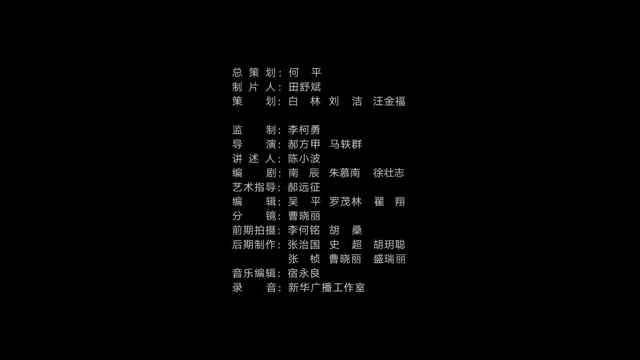 总 策 划：何　平
制 片 人：田舒斌
策　　划：白　林　刘　洁　汪金福
监　　制：李柯勇
导　　演：郝方甲　马轶群
讲 述 人：陈小波
编　　剧：南　辰　朱慕南　徐壮志
艺术指导：郝远征
编　　辑：吴　平　罗茂林　翟　翔
分　　镜：曹晓丽
前期拍摄：李何铭　胡　桑
后期制作：张治国　史　超　胡玥聪
张　桢　曹晓丽　盛瑞丽
音乐编辑：宿永良
录　　音：新华广播工作室